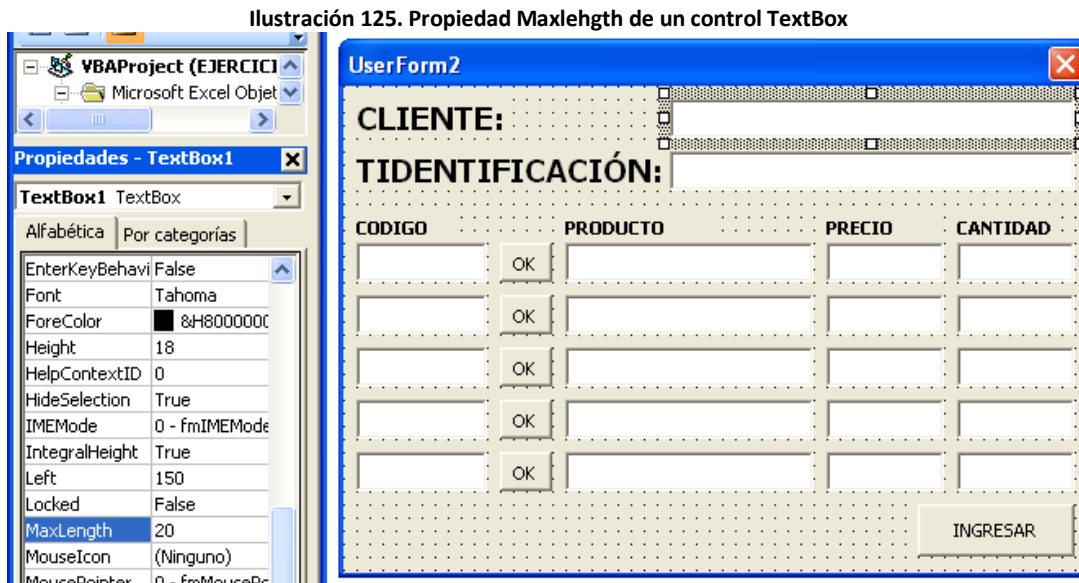 Ilustración 125. Propiedad Maxlehgth de un control TextBox
VBAProject (EJERCICI
Microsoft Excel Objet
Propiedades - TextBox1
TextBox1 TextBox
Alfabética Por categorías
EnterKeyBehavi False
Font Tahoma
ForeColor &H8000000
Height 18
HelpContextID 0
HideSelection True
IMEMode 0 - fmIMEMode
IntegralHeight True
Left 150
Locked False
MaxLength 20
MouseIcon (Ninguno)
MousePointer 0 - fmMousePo
UserForm2
CLIENTE:
TIDENTIFICACIÓN:
CODIGO PRODUCTO PRECIO CANTIDAD
OK
OK
OK
OK
OK
INGRESAR